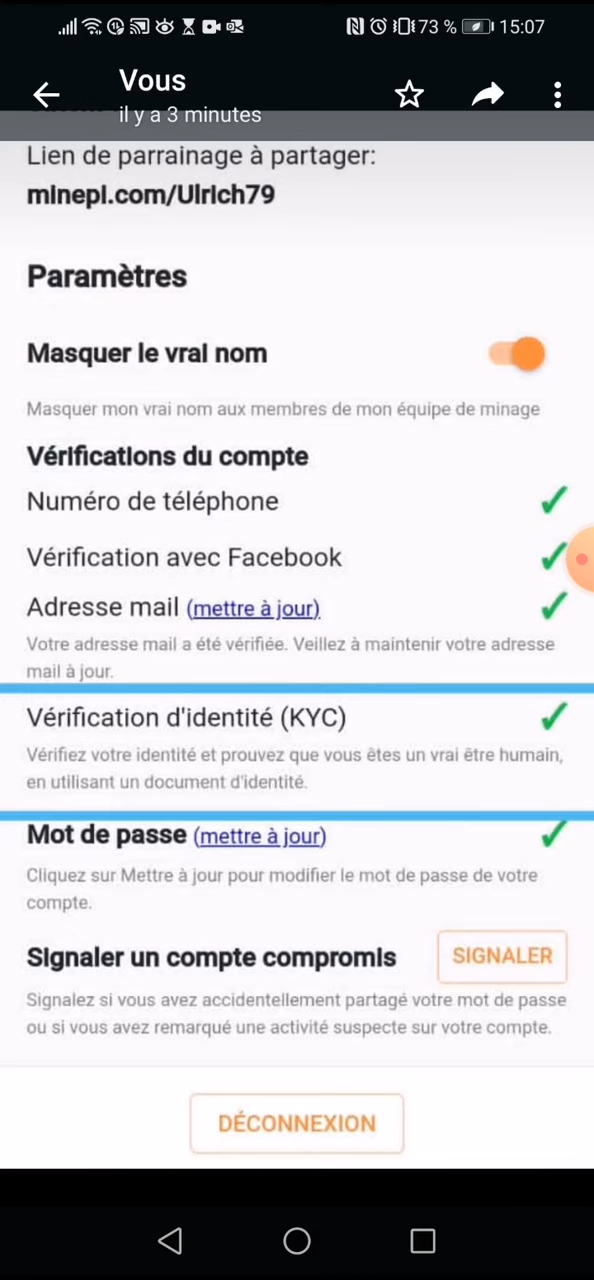 73 % 15:07
Vous
il y a 3 minutes
Lien de parrainage à partager:
minepi.com/Ulrich79
Paramètres
Masquer le vrai nom
Masquer mon vrai nom aux membres de mon équipe de minage
Vérifications du compte
Numéro de téléphone
Vérification avec Facebook
Adresse mail (mettre à jour)
Votre adresse mail a été vérifiée. Veillez à maintenir votre adresse
mail à jour.
Vérification d'identité (KYC)
Vérifiez votre identité et prouvez que vous êtes un vrai être humain,
en utilisant un document d'identité.
Mot de passe (mettre à jour)
Cliquez sur Mettre à jour pour modifier le mot de passe de votre
compte.
Signaler un compte compromis
SIGNALER
Signalez si vous avez accidentellement partagé votre mot de passe
ou si vous avez remarqué une activité suspecte sur votre compte.
DÉCONNEXION